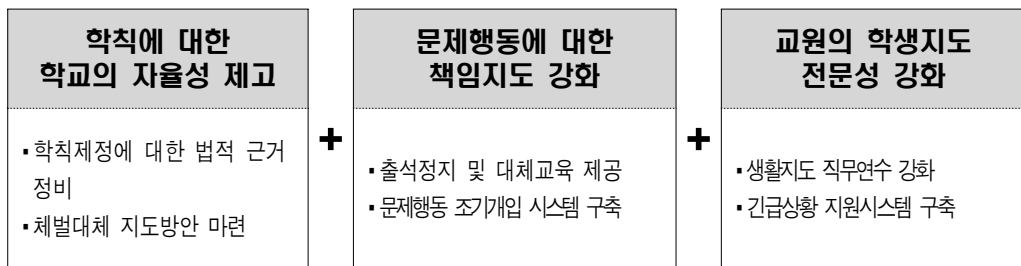 학칙에 대한
학교의 자율성 제고
▪학칙제정에 대한 법적 근거
정비
▪체벌대체 지도방안 마련
+
문제행동에 대한
책임지도 강화
▪출석정지 및 대체교육 제공
▪문제행동 조기개입 시스템 구축
+
교원의 학생지도
전문성 강화
▪생활지도 직무연수 강화
▪긴급상황 지원시스템 구축